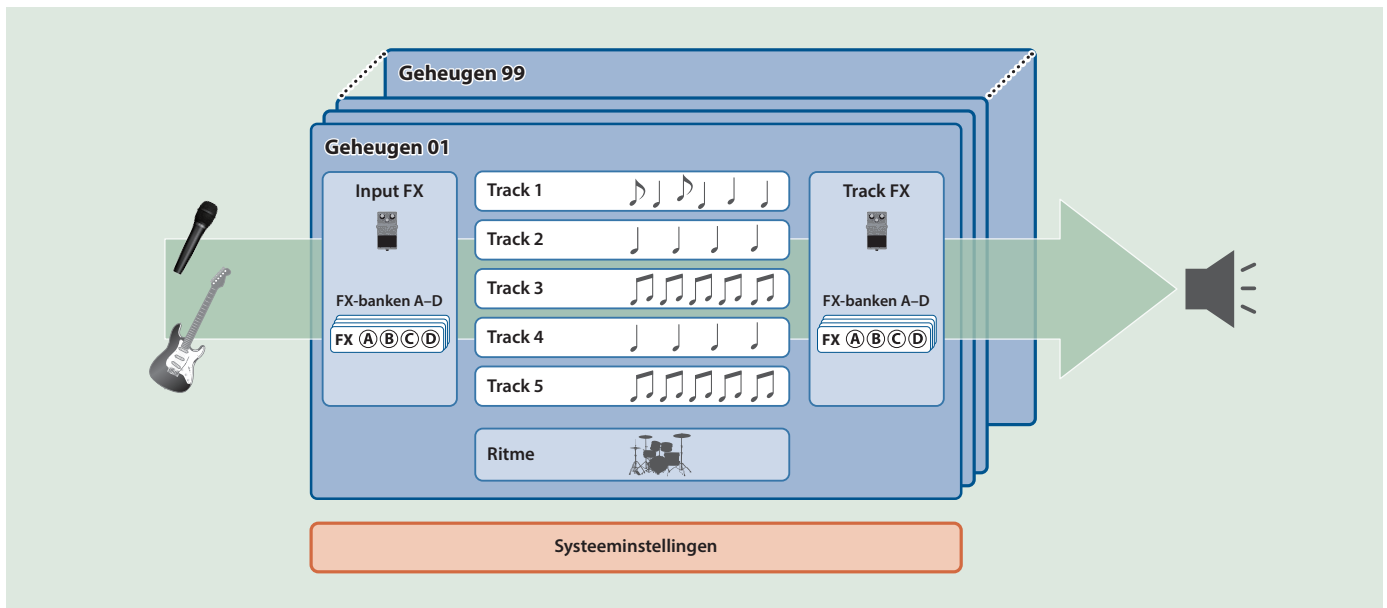 Geheugen 99
Geheugen 01
Input FX
FX-banken A–D
FX A B C D
Track 1
Track 2
Track 3
Track 4
Track 5
Ritme
Track FX
FX-banken A–D
FX A B C D
Systeeminstellingen